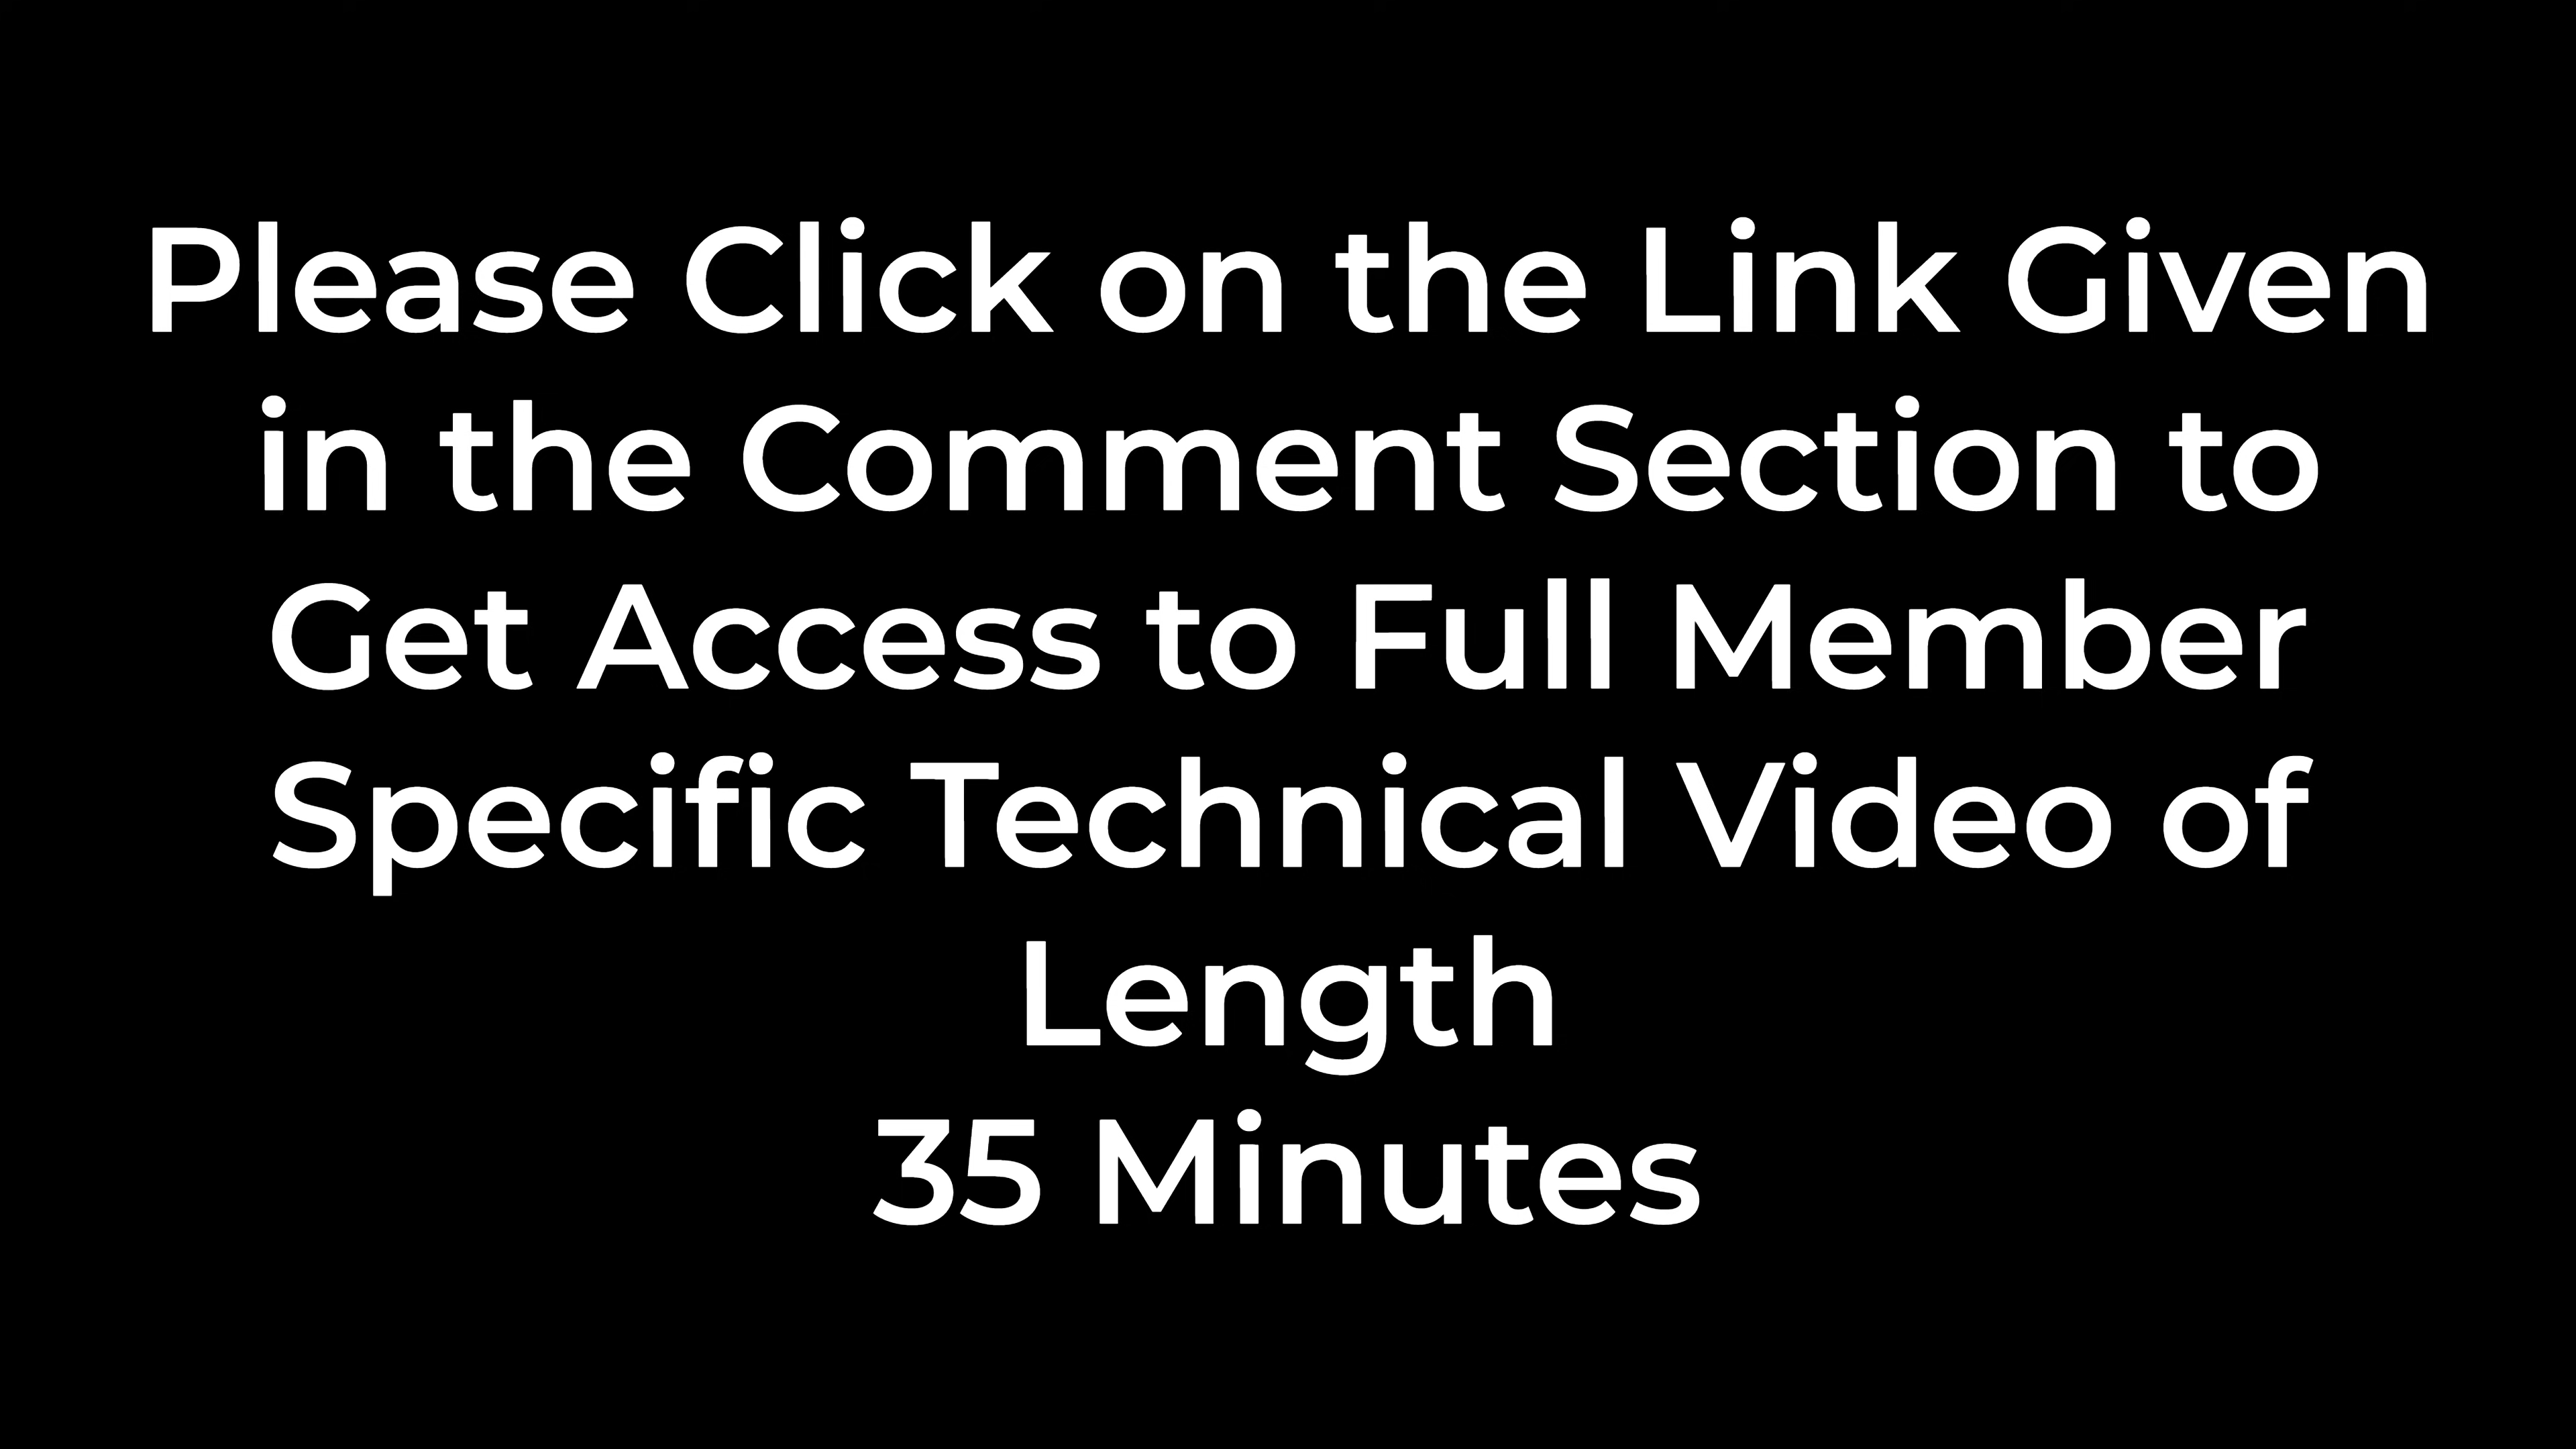 Please Click on the Link Given
in the Comment Section to
Get Access to Full Member
Specific Technical Video of
Length
35 Minutes